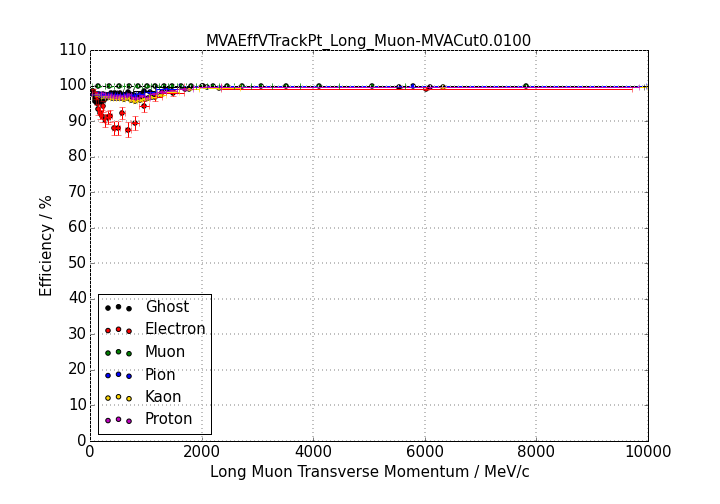 MVAEffVTrackPt_Long_Muon-MVACut0.0100
110
100
90
80
70
60
50
40
30
20
10
0
Efficiency / %
Ghost
Electron
Muon
Pion
Kaon
Proton
0 2000 4000 6000 8000 10000
Long Muon Transverse Momentum / MeV/c